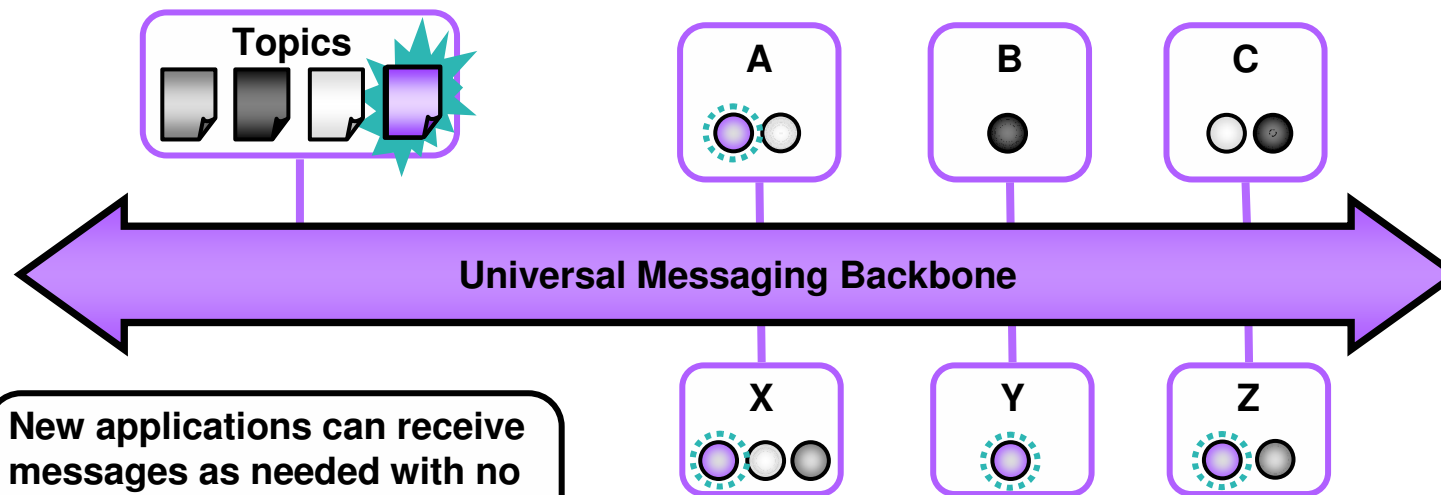 Topics
A
B
C
Universal Messaging Backbone
X
Y
Z
New applications can receive
messages as needed with no